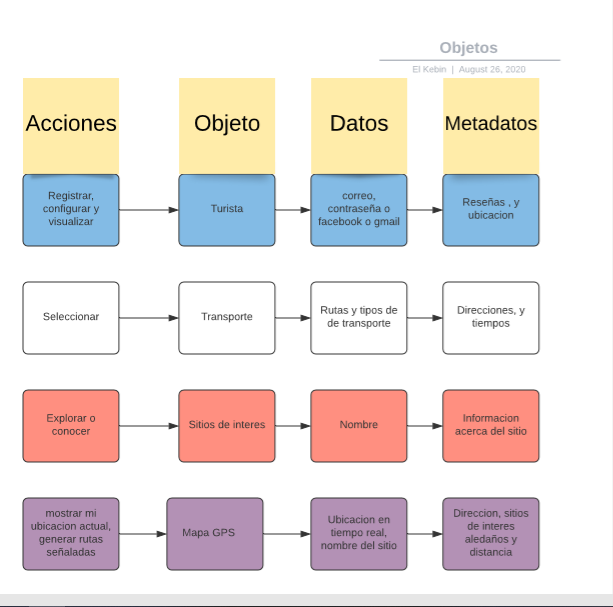 Objetos
El Kebin | August 26, 2020
Acciones
Objeto
Datos
Metadatos
Registrar,
configurar y
visualizar
Turista
correo,
contraseña o
facebook o gmail
Reseñas , y
ubicacion
Seleccionar
Transporte
Rutas y tipos de
de transporte
Direcciones, y
tiempos
Explorar o
conocer
Sitios de interes
Nombre
Informacion
acerca del sitio
mostrar mi
ubicacion actual,
generar rutas
señaladas
Mapa GPS
Ubicacion en
tiempo real,
nombre del sitio
Direccion, sitios
de interes
aledaños y
distancia